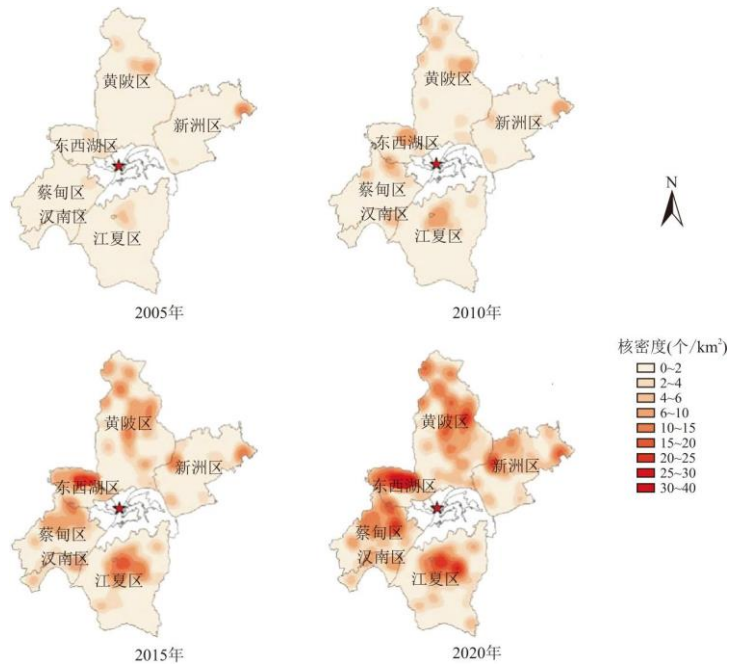 黄陂区
新洲区
东西湖区
蔡甸区
汉南区
江夏区
2005年
黄陂区
新洲区
东西湖区
蔡甸区
汉南区
江夏区
2010年
N
黄陂区
新洲区
东西湖区
蔡甸区
汉南区
江夏区
2015年
黄陂区
新洲区
东西湖区
蔡甸区
汉南区
江夏区
2020年
核密度(个/km²)
0~2
2~4
4~6
6~10
10~15
15~20
20~25
25~30
30~40